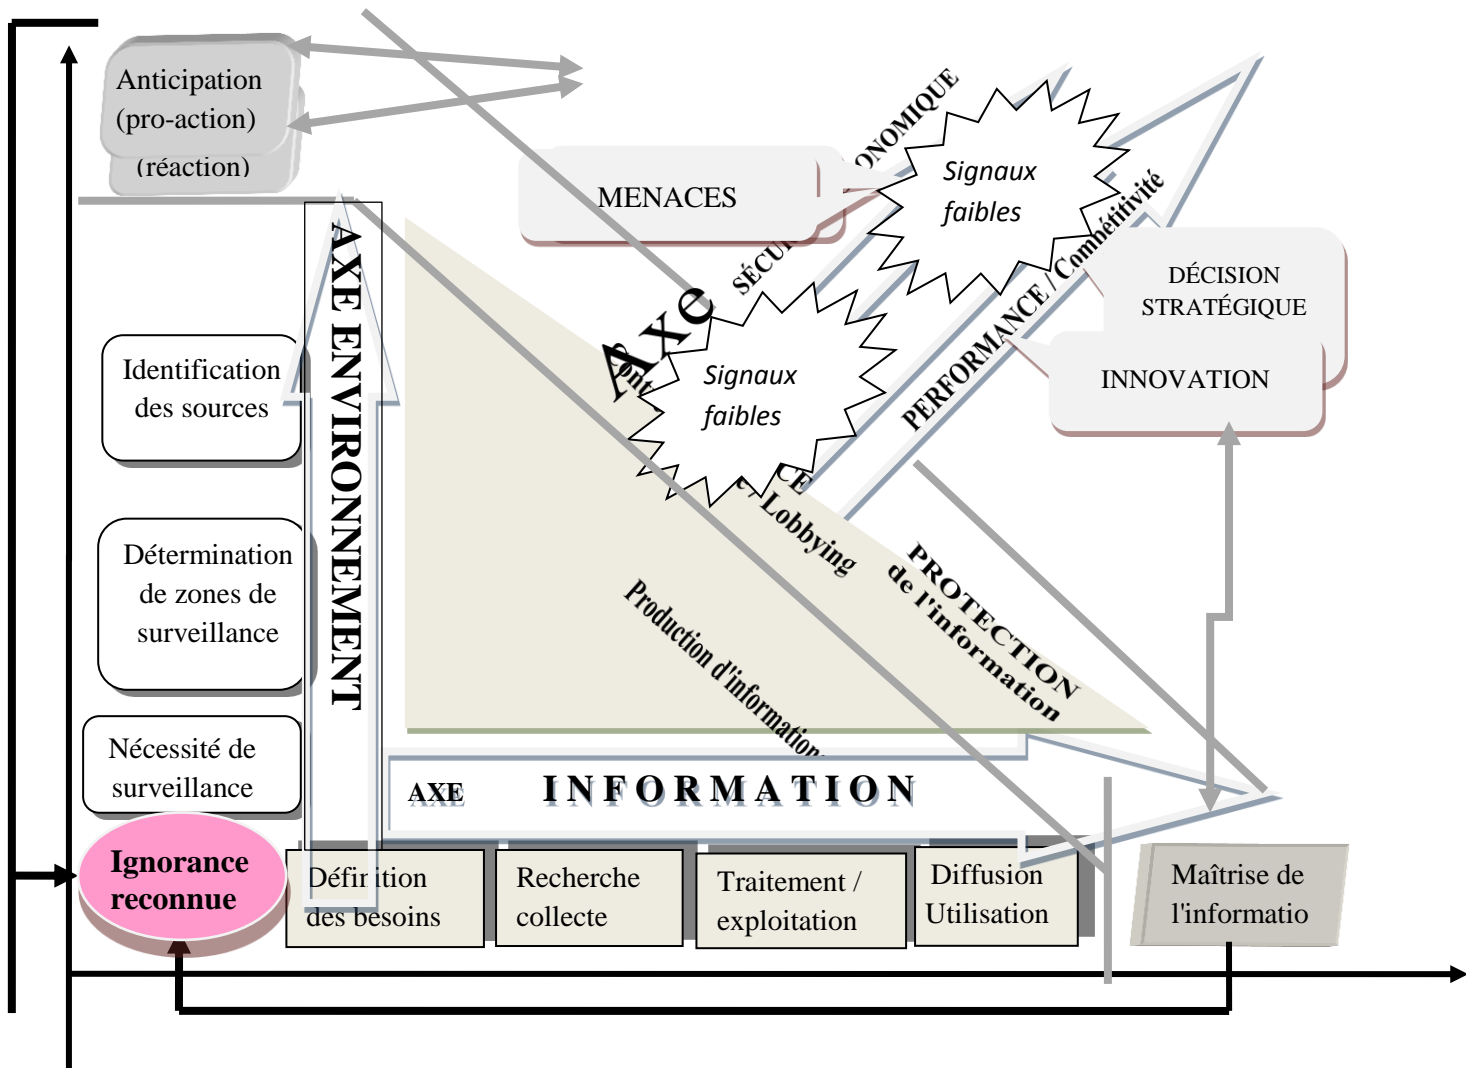 Anticipation
(pro-action)
(réaction)
MENACES
ONOMIQUE
Signaux
faibles
SÉCU
Axe
PERFORMANCE / Compétitivité
DÉCISION
STRATÉGIQUE
INNOVATION
Signaux
faibles
AXE ENVIRONNEMENT
Identification
des sources
Détermination
de zones de
surveillance
Nécessité de
surveillance
Ignorance
reconnue
CE
/ Lobbying
PROTECTION
de l'information
Production d'information
AXE INFORMATION
Définition
des besoins
Recherche
collecte
Traitement /
exploitation
Diffusion
Utilisation
Maîtrise de
l'informatio